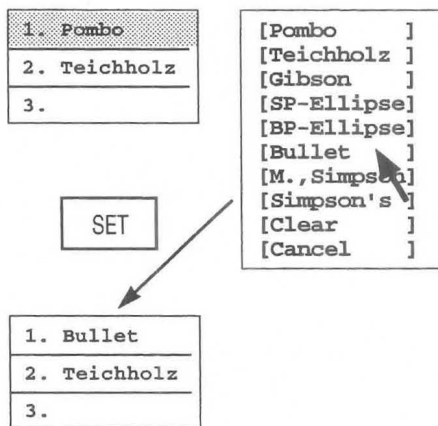 1. Pombo
2. Teichholz
3.
[Pombo ]
[Teichholz ]
[Gibson ]
[SP-Ellipse]
[BP-Ellipse]
[Bullet ]
[M.,Simpson]
[Simpson's ]
[Clear ]
[Cancel ]
SET
1. Bullet
2. Teichholz
3.